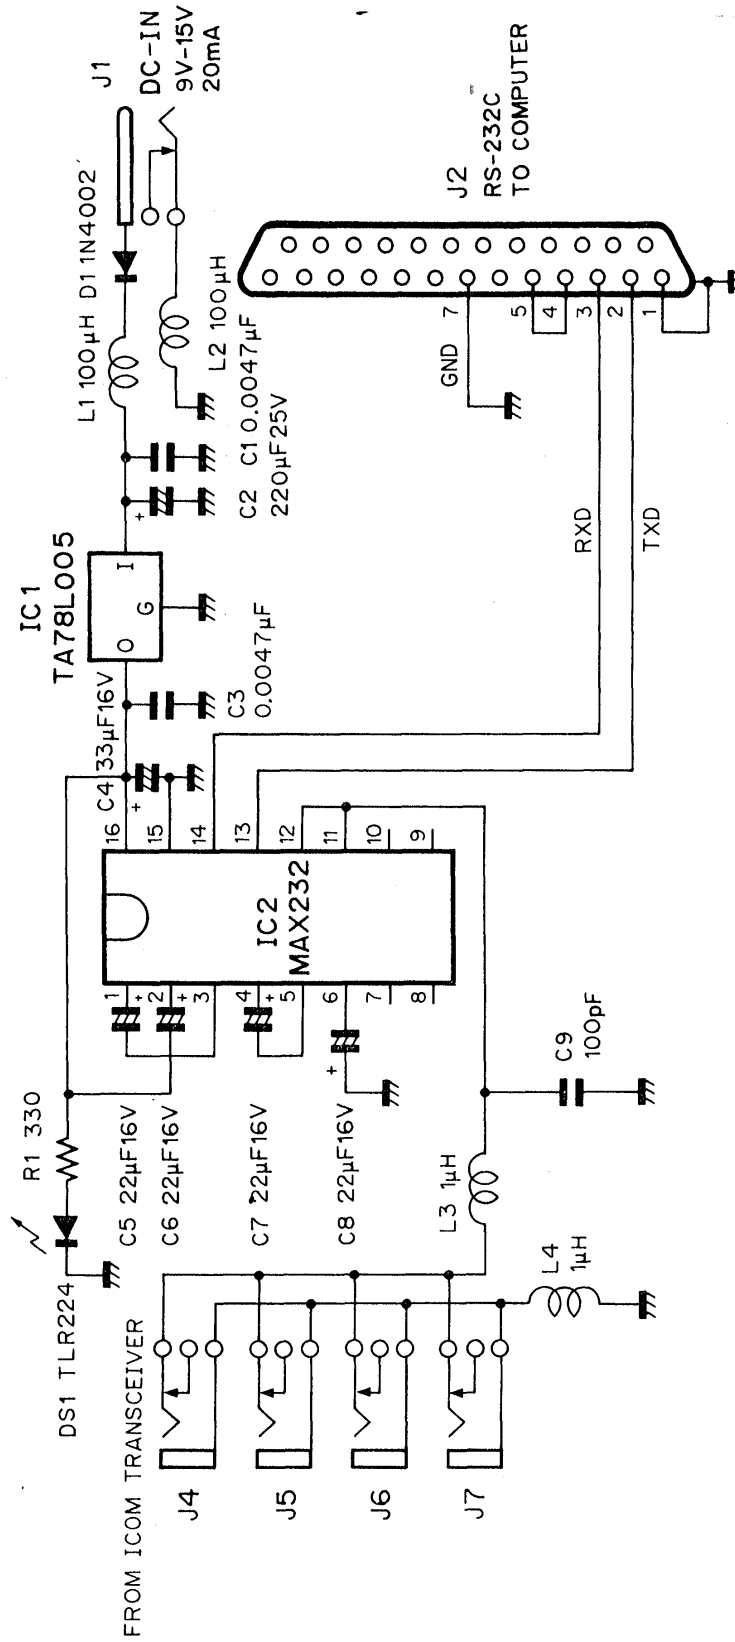 J1
DC-IN
9V-15V
20mA
D1 1N4002
L1 100µH
L2 100µH
C1 0.0047µF
C2
220µF25V
IC1
TA78L005
I
G
O
C3
0.0047µF
C4 33µF16V
+
+
J2
RS-232C
TO COMPUTER
7
5
4
3
2
1
GND
RXD
TXD
16
15
14
13
12
11
10
9
IC2
MAX232
1
2
3
4
5
6
7
8
+
+
+
+
R1 330
C5 22µF16V
C6 22µF16V
C7 22µF16V
C8 22µF16V
C9
100pF
L3 1µH
L4
1µH
DS1 TLR224
FROM ICOM TRANSCEIVER
J4
J5
J6
J7